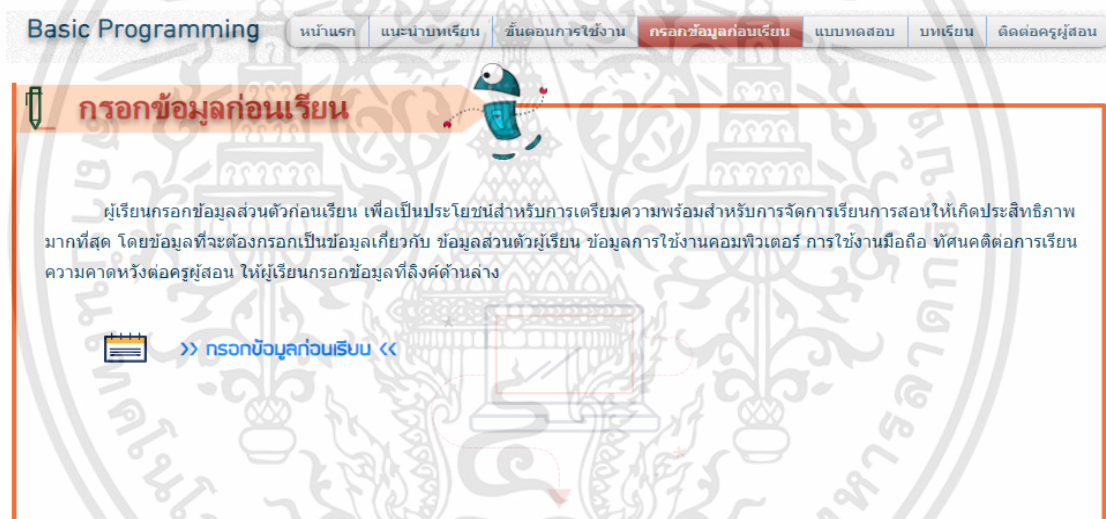 Basic Programming
หน้าแรก แนะนำบทเรียน ขั้นตอนการใช้งาน กรอกข้อมูลก่อนเรียน แบบทดสอบ บทเรียน ติดต่อครูผู้สอน
กรอกข้อมูลก่อนเรียน
ผู้เรียนกรอกข้อมูลส่วนตัวก่อนเรียน เพื่อเป็นประโยชน์สำหรับการเตรียมความพร้อมสำหรับการจัดการเรียนการสอนให้เกิดประสิทธิภาพ
มากที่สุด โดยข้อมูลที่จะต้องกรอกเป็นข้อมูลเกี่ยวกับ ข้อมูลส่วนตัวผู้เรียน ข้อมูลการใช้งานคอมพิวเตอร์ การใช้งานมือถือ ทัศนคติต่อการเรียน
ความคาดหวังต่อครูผู้สอน ให้ผู้เรียนกรอกข้อมูลที่ลิงค์ด้านล่าง
>> กรอกข้อมูลก่อนเรียน <<